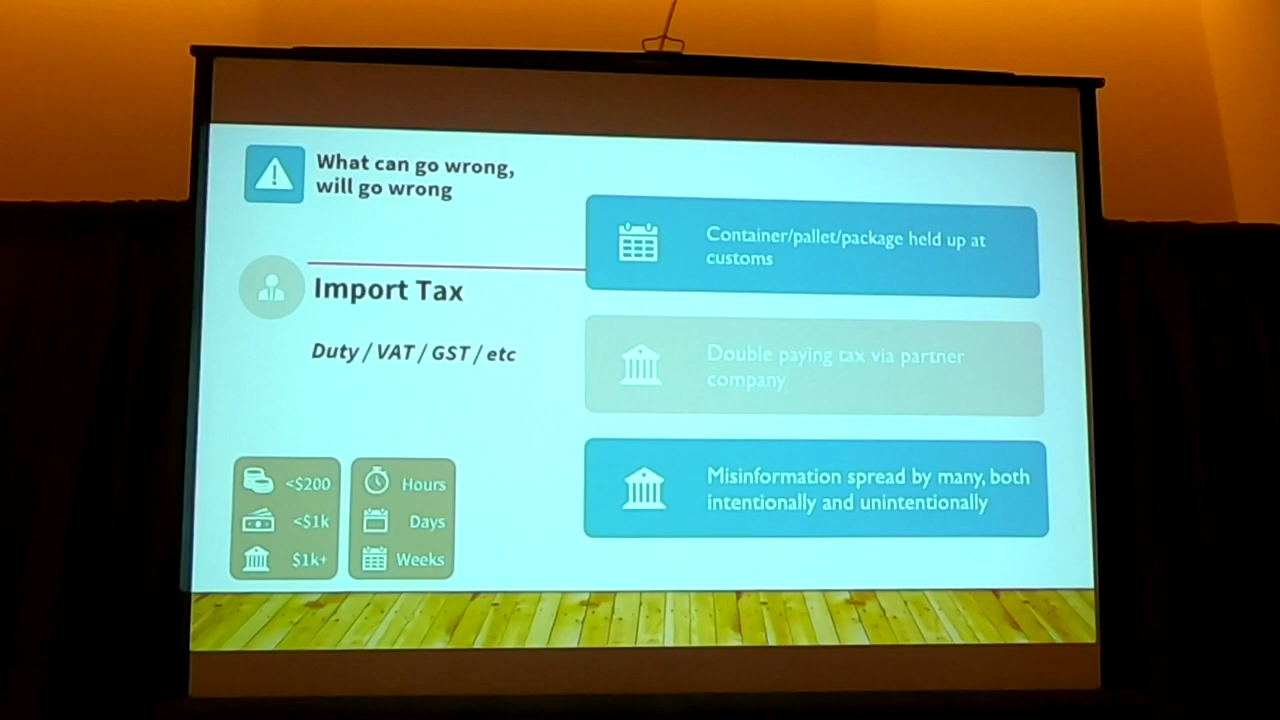 What can go wrong,
will go wrong
Import Tax
Duty / VAT / GST / etc
<$200
<$1k
$1k+
Hours
Days
Weeks
Container/pallet/package held up at
customs
Double paying tax via partner
company
Misinformation spread by many, both
intentionally and unintentionally